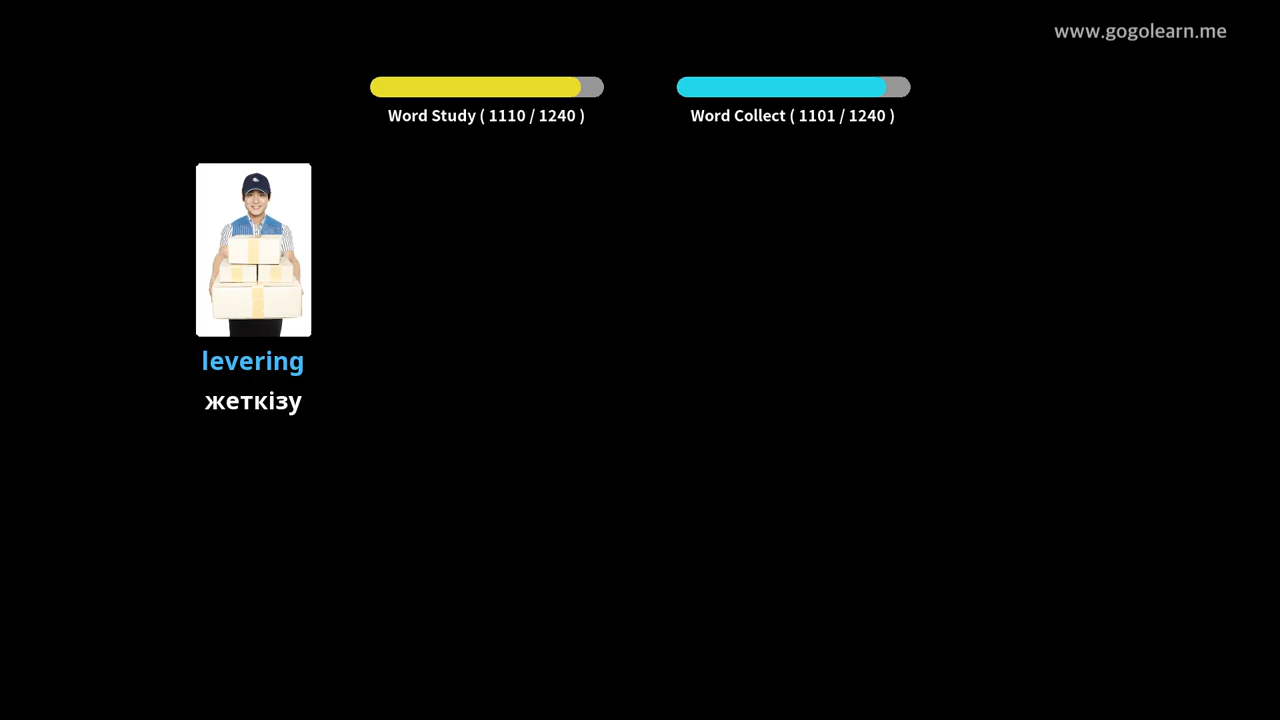 www.gogolearn.me
Word Study ( 1110 / 1240 )
Word Collect ( 1101 / 1240 )
levering
жеткізу